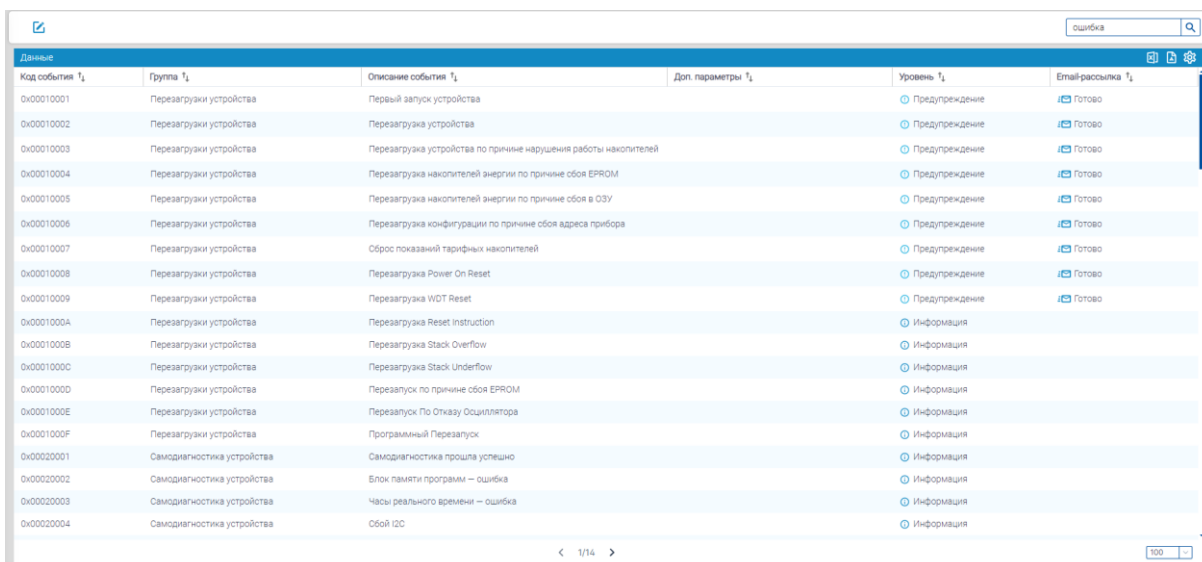 ошибка
Данные
Код события Группа Описание события Доп. параметры Уровень Email-рассылка
0x00010001 Перезагрузки устройства Первый запуск устройства Предупреждение Готово
0x00010002 Перезагрузки устройства Перезагрузка устройства Предупреждение Готово
0x00010003 Перезагрузки устройства Перезагрузка устройства по причине нарушения работы накопителей Предупреждение Готово
0x00010004 Перезагрузки устройства Перезагрузка накопителей энергии по причине сбоя EPROM Предупреждение Готово
0x00010005 Перезагрузки устройства Перезагрузка накопителей энергии по причине сбоя в ОЗУ Предупреждение Готово
0x00010006 Перезагрузки устройства Перезагрузка конфигурации по причине сбоя адреса прибора Предупреждение Готово
0x00010007 Перезагрузки устройства Сброс показаний тарифных накопителей Предупреждение Готово
0x00010008 Перезагрузки устройства Перезагрузка Power On Reset Предупреждение Готово
0x00010009 Перезагрузки устройства Перезагрузка WDT Reset Предупреждение Готово
0x0001000A Перезагрузки устройства Перезагрузка Reset Instruction Информация
0x0001000B Перезагрузки устройства Перезагрузка Stack Overflow Информация
0x0001000C Перезагрузки устройства Перезагрузка Stack Underflow Информация
0x0001000D Перезагрузки устройства Перезапуск по причине сбоя EPROM Информация
0x0001000E Перезагрузки устройства Перезапуск По Отказу Осциллятора Информация
0x0001000F Перезагрузки устройства Программный Перезапуск Информация
0x00020001 Самодиагностика устройства Самодиагностика прошла успешно Информация
0x00020002 Самодиагностика устройства Блок памяти программ — ошибка Информация
0x00020003 Самодиагностика устройства Часы реального времени — ошибка Информация
0x00020004 Самодиагностика устройства Сбой I2C Информация
1/14 100